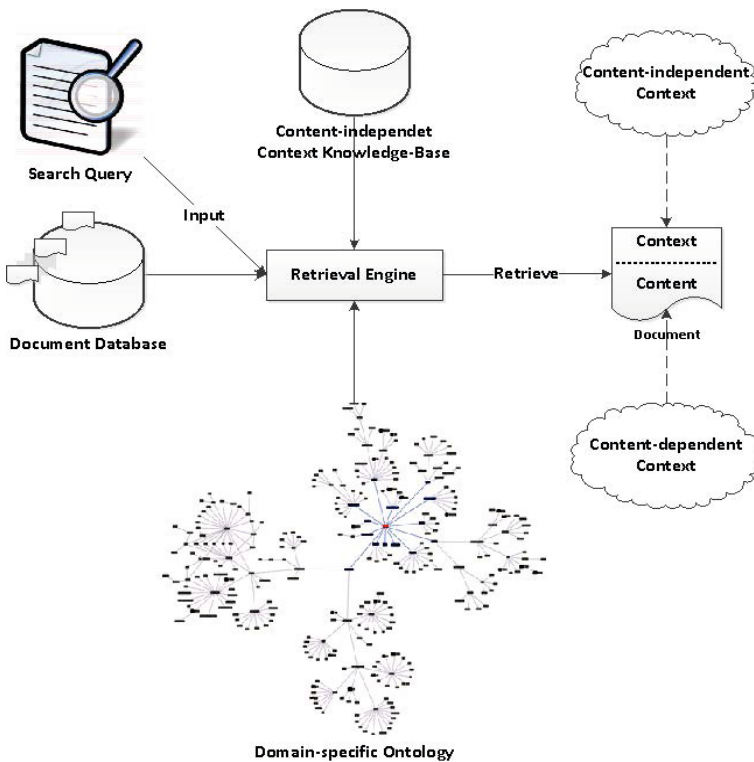 Search Query
Content-independet
Context Knowledge-Base
Content-independent
Context
Input
Document Database
Retrieval Engine
Retrieve
Context
Content
Document
Content-dependent
Context
Domain-specific Ontology